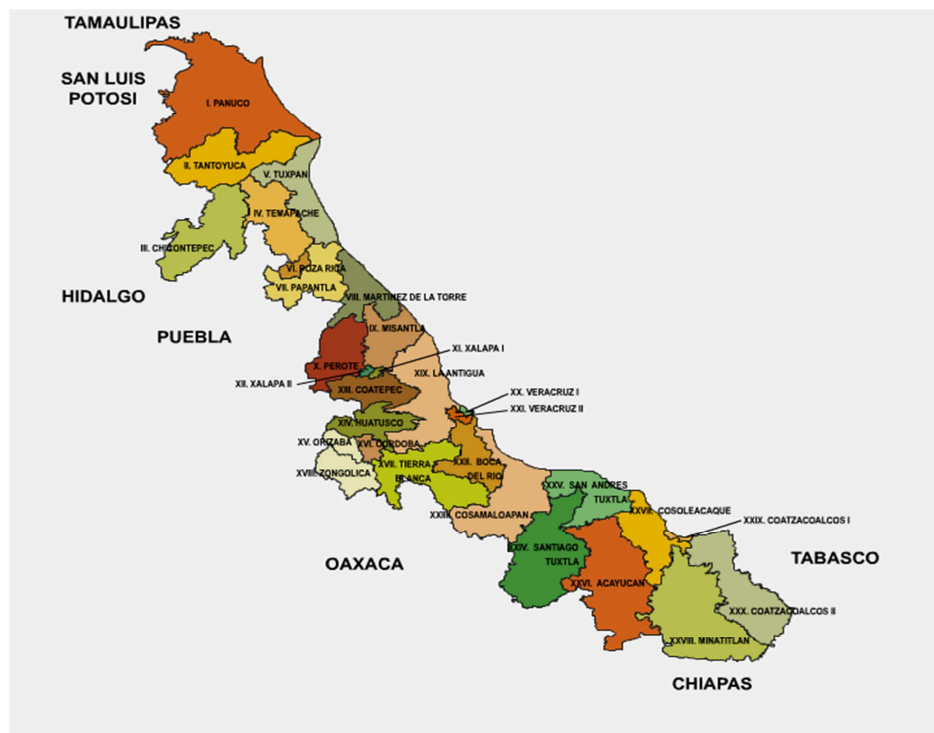 TAMAULIPAS
SAN LUIS
POTOSI
I. PANUCO
II. TANTOYUCA
V. TUXPAN
IV. TEMAPACHE
III. CHICONTEPEC
VI. POZA RICA
VII. PAPANTLA
HIDALGO
VIII. MARTINEZ DE LA TORRE
PUEBLA
IX. MISANTLA
XI. XALAPA I
X. PEROTE
XIX. LA ANTIGUA
XII. XALAPA II
XIII. COATEPEC
XX. VERACRUZ I
XXI. VERACRUZ II
XIV. HUATUSCO
XV. ORIZABA
XVI. CORDOBA
XVII. TIERRA
BLANCA
XXII. BOCA
DEL RIO
XVIII. ZONGOLICA
XXV. SAN ANDRES
TUXTLA
XXIII. COSAMALOAPAN
XXVII. COSOLEACAQUE
XXIX. COATZACOALCOS I
XXIV. SANTIAGO
TUXTLA
OAXACA
TABASCO
XXVI. ACAYUCAN
XXX. COATZACOALCOS II
XXVIII. MINATITLAN
CHIAPAS